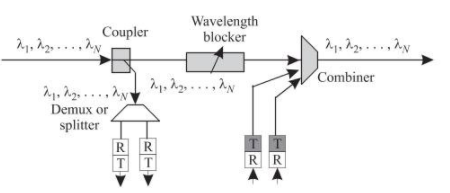 Coupler
Wavelength
blocker
λ1, λ2, . . . , λN
λ1, λ2, . . . , λN
λ1, λ2, . . . , λN
λ1, λ2, . . . , λN
Combiner
Demux or
splitter
R R
T T
T T
R R